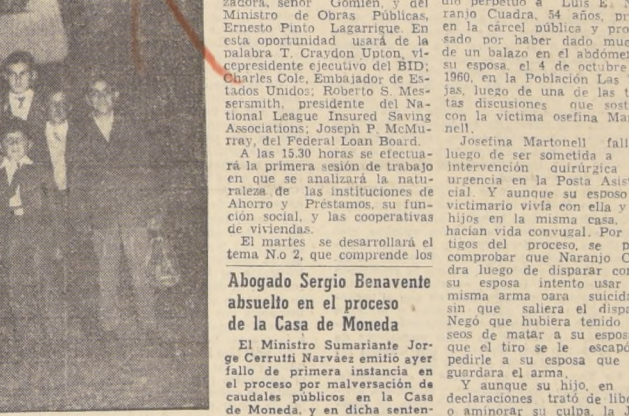 zadora, señor Gomien, y del
Ministro de Obras Públicas,
Ernesto Pinto Lagarrigue. En
esta oportunidad usará de la
palabra T. Craydon Upton, vi-
cepresidente ejecutivo del BID;
Charles Cole, Embajador de Es-
tados Unidos; Roberto S. Mes-
sersmith, presidente del Na-
tional League Insured Saving
Associations; Joseph P. McMu-
rray, del Federal Loan Board.
A las 15.30 horas se efectua-
rá la primera sesión de trabajo
en que se analizará la natu-
raleza de las instituciones de
Ahorro y Préstamos, su fun-
ción social, y las cooperativas
de viviendas.
El martes se desarrollará el
tema N.o 2, que comprende los
Abogado Sergio Benavente
absuelto en el proceso
de la Casa de Moneda
El Ministro Sumariante Jor-
ge Cerrutti Narváez emitió ayer
fallo de primera instancia en
el proceso por malversación de
caudales públicos en la Casa
de Moneda, y en dicha senten-
dio perpetuo a Luis E. N
ranjo Cuadra, 54 años, pr
en la cárcel pública y pro
sado por haber dado mue
de un balazo en el abdóme
su esposa, el 4 de octubre
1960, en la Población Las
jas, luego de una de las t
tas discusiones que sost
con la víctima osefina Ma
nell.
Josefina Martonell fall
luego de ser sometida a
intervención quirúrgica
urgencia en la Posta Asis
cial. Y aunque su esposo
victimario vivía con ella y
hijos en la misma casa,
hacían vida convugal. Por
tigos del proceso, se p
comprobar que Naranjo C
dra luego de disparar con
su esposa intento usar
misma arma para suicida
sin que saliera el dispa
Negó que hubiera tenido
seos de matar a su espos
que el tiro se le escapó
pedirle a su esposa que
guardara el arma.
Y aunque su hijo, en
declaraciones trató de libe
o aminorar su culpa, la